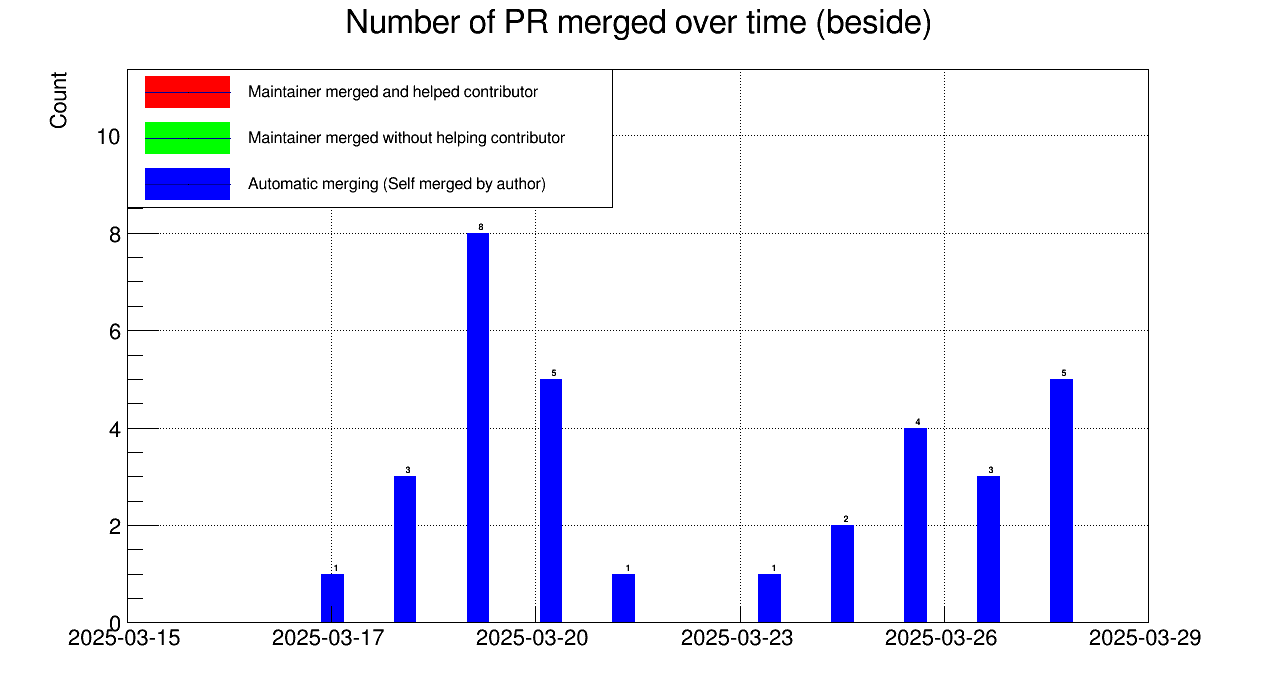 Number of PR merged over time (beside)
Count
Maintainer merged and helped contributor
Maintainer merged without helping contributor
Automatic merging (Self merged by author)
10
8
6
4
2
0
8
5
5
4
3
3
2
1
1
1
2025-03-15 2025-03-17 2025-03-20 2025-03-23 2025-03-26 2025-03-29